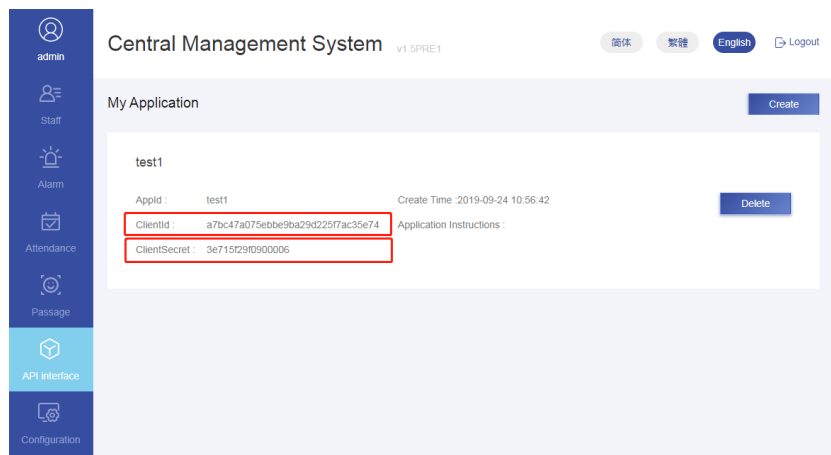 admin
Central Management System v1.5PRE1
简体 繁體 English Logout
Staff
Alarm
Attendance
Passage
API interface
Configuration
My Application
Create
test1
AppId : test1 Create Time :2019-09-24 10:56:42
Delete
ClientId : a7bc47a075ebbe9ba29d225f7ac35e74 Application Instructions :
ClientSecret : 3e715f29f0900006